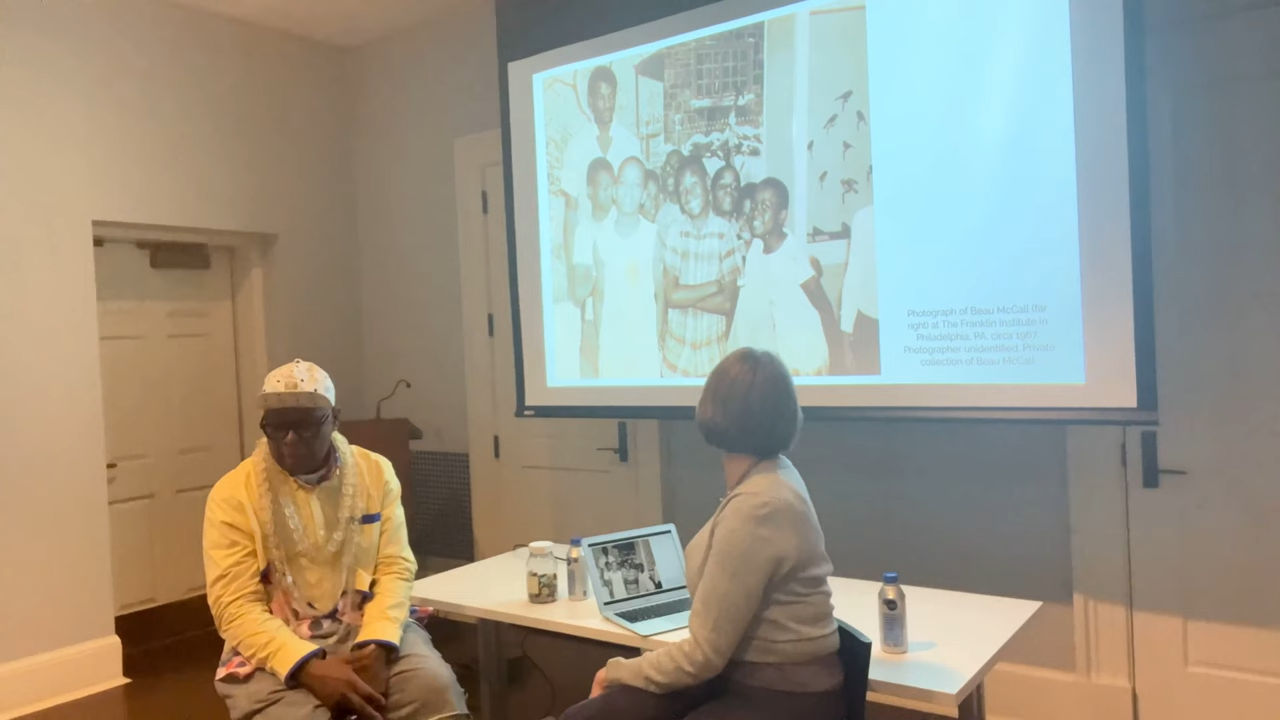 Photograph of Beau McCall (far
right) at The Franklin Institute in
Philadelphia, PA, circa 1967.
Photographer unidentified. Private
collection of Beau McCall